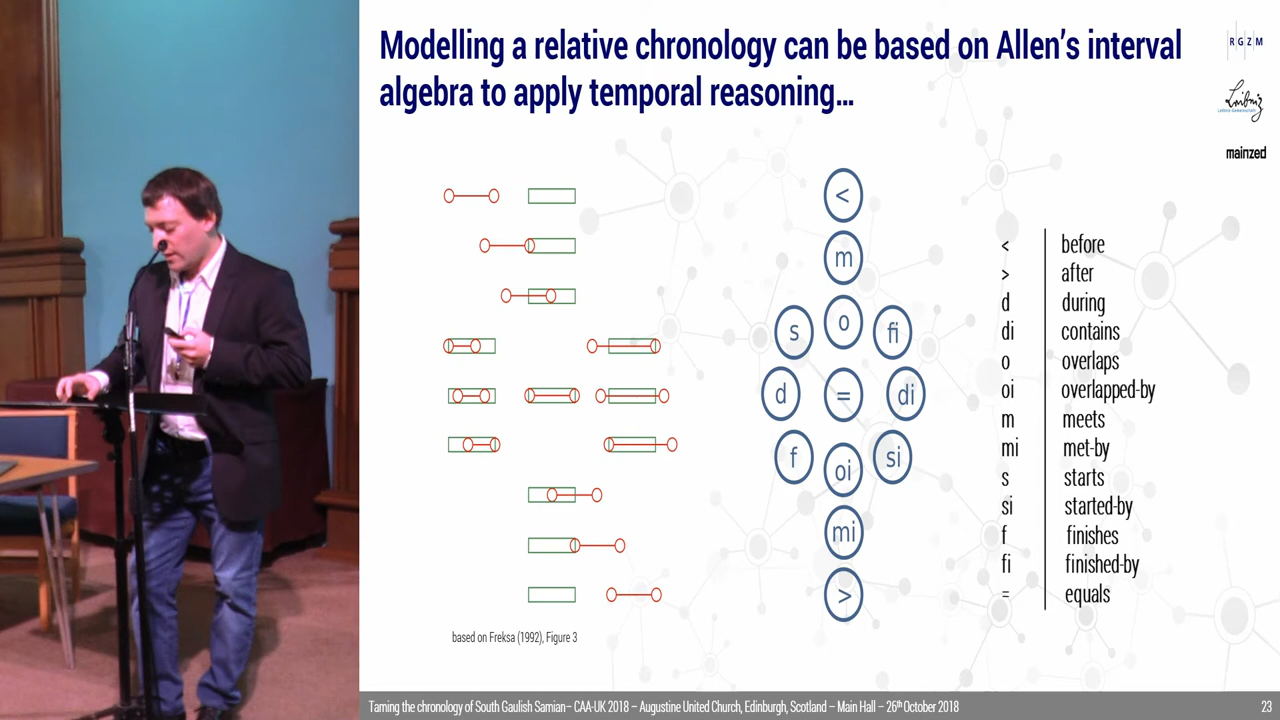 Modelling a relative chronology can be based on Allen's interval
algebra to apply temporal reasoning...
R G Z M
Leibniz
Leibniz-Gemeinschaft
mainzed
<
m
s o fi
d = di
f oi si
mi
>
< before
> after
d during
di contains
o overlaps
oi overlapped-by
m meets
mi met-by
s starts
si started-by
f finishes
fi finished-by
= equals
based on Freksa (1992), Figure 3
Taming the chronology of South Gaulish Samian– CAA-UK 2018 – Augustine United Church, Edinburgh, Scotland – Main Hall – 26th October 2018
23